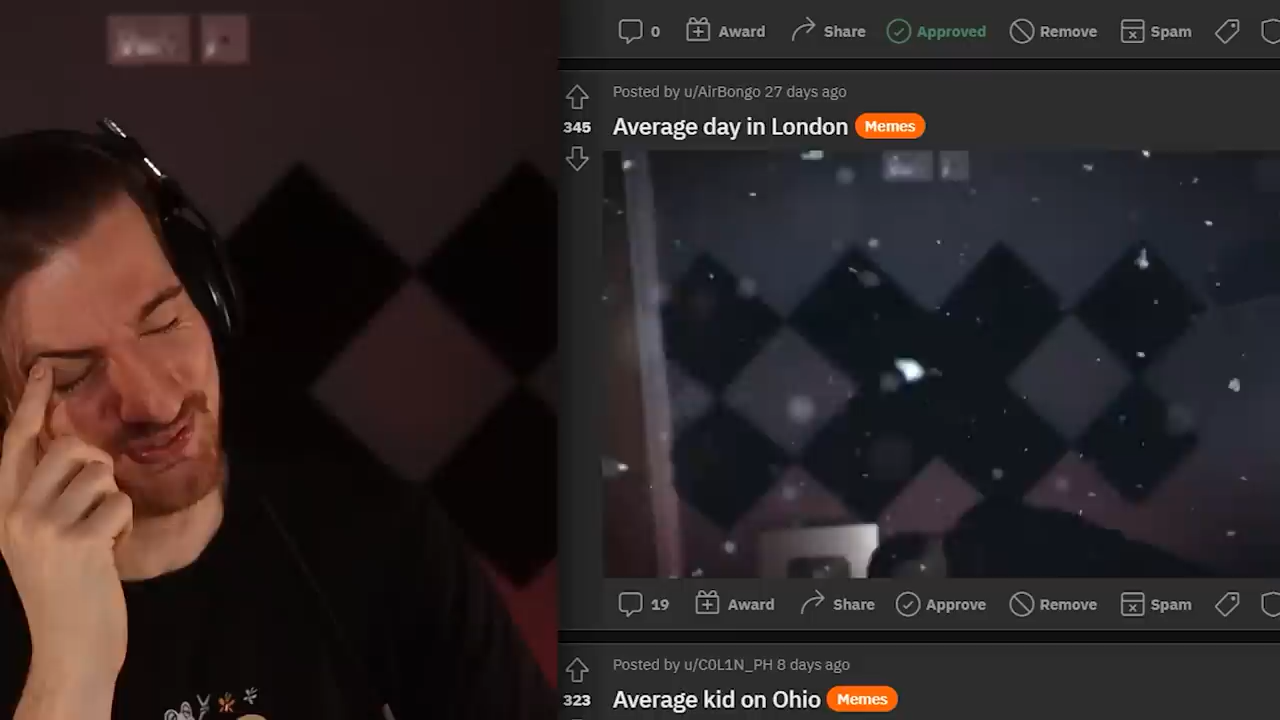 0 Award Share Approved Remove Spam
Posted by u/AirBongo 27 days ago
345
Average day in London Memes
19 Award Share Approve Remove Spam
Posted by u/C0L1N_PH 8 days ago
323
Average kid on Ohio Memes